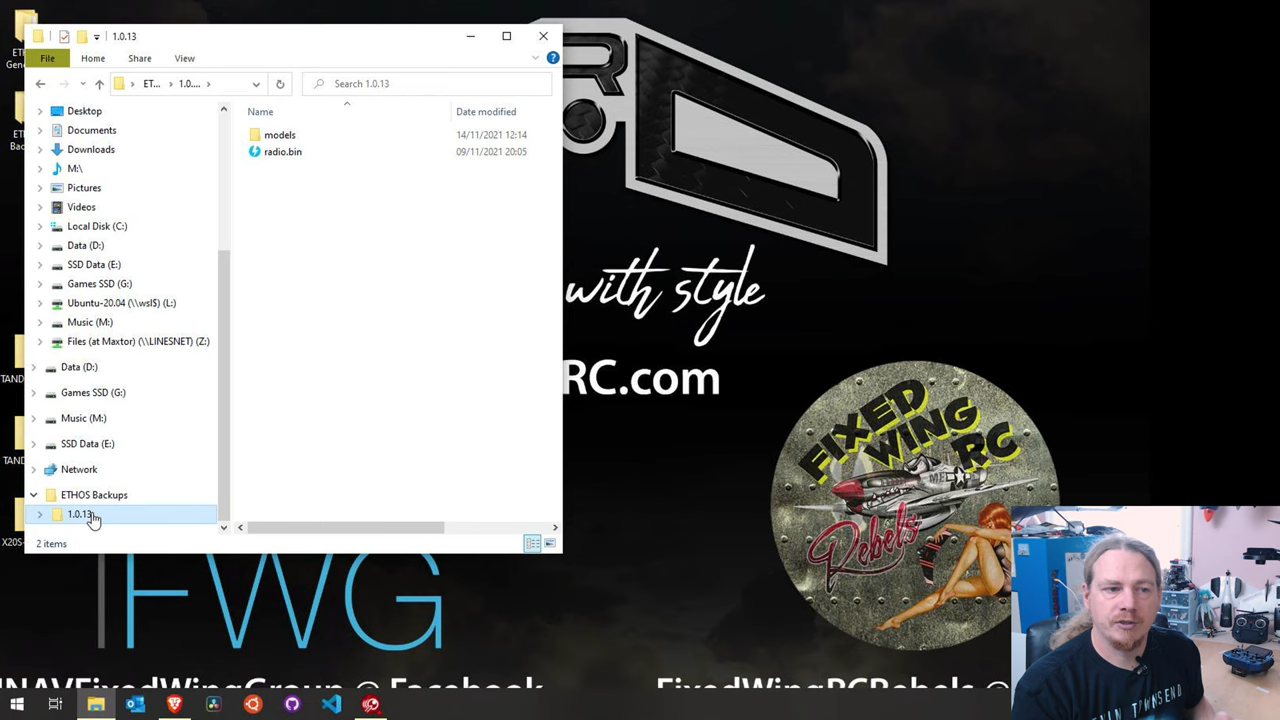 1.0.13
File
Home
Share
View
ET...
1.0....
Search 1.0.13
Desktop
Documents
Downloads
M:\
Pictures
Videos
Local Disk (C:)
Data (D:)
SSD Data (E:)
Games SSD (G:)
Ubuntu-20.04 (\\wsl$) (L:)
Music (M:)
Files (at Maxtor) (\\LINESNET) (Z:)
Data (D:)
Games SSD (G:)
Music (M:)
SSD Data (E:)
Network
ETHOS Backups
1.0.13
Name
Date modified
models
14/11/2021 12:14
radio.bin
09/11/2021 20:05
2 items
with style
RC.com
FIXED
WING
RC
Rebels
IFWG
INAVFixedWingGroup @ Facebook
FixedWingRCRebels @
TAND
TAND
X20S-